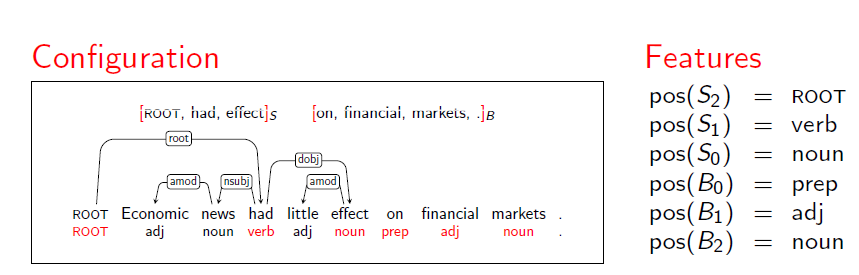 Configuration
[ROOT, had, effect]S [on, financial, markets, .]B
root
dobj
amod nsubj amod
ROOT Economic news had little effect on financial markets .
ROOT adj noun verb adj noun prep adj noun .
Features
pos(S2) = ROOT
pos(S1) = verb
pos(S0) = noun
pos(B0) = prep
pos(B1) = adj
pos(B2) = noun